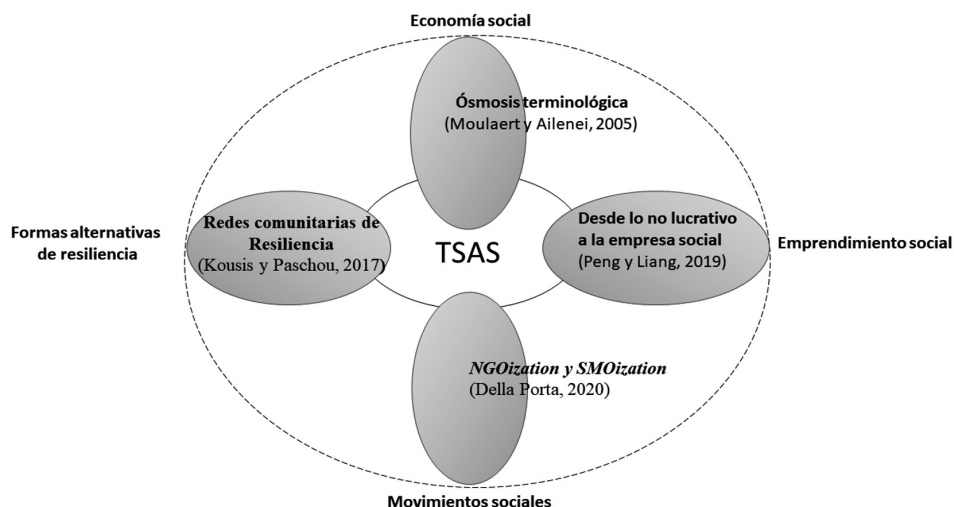 Economía social
Ósmosis terminológica
(Moulaert y Ailenei, 2005)
Formas alternativas
de resiliencia
Redes comunitarias de
Resiliencia
(Kousis y Paschou, 2017)
TSAS
Desde lo no lucrativo
a la empresa social
(Peng y Liang, 2019)
Emprendimiento social
NGOization y SMOization
(Della Porta, 2020)
Movimientos sociales